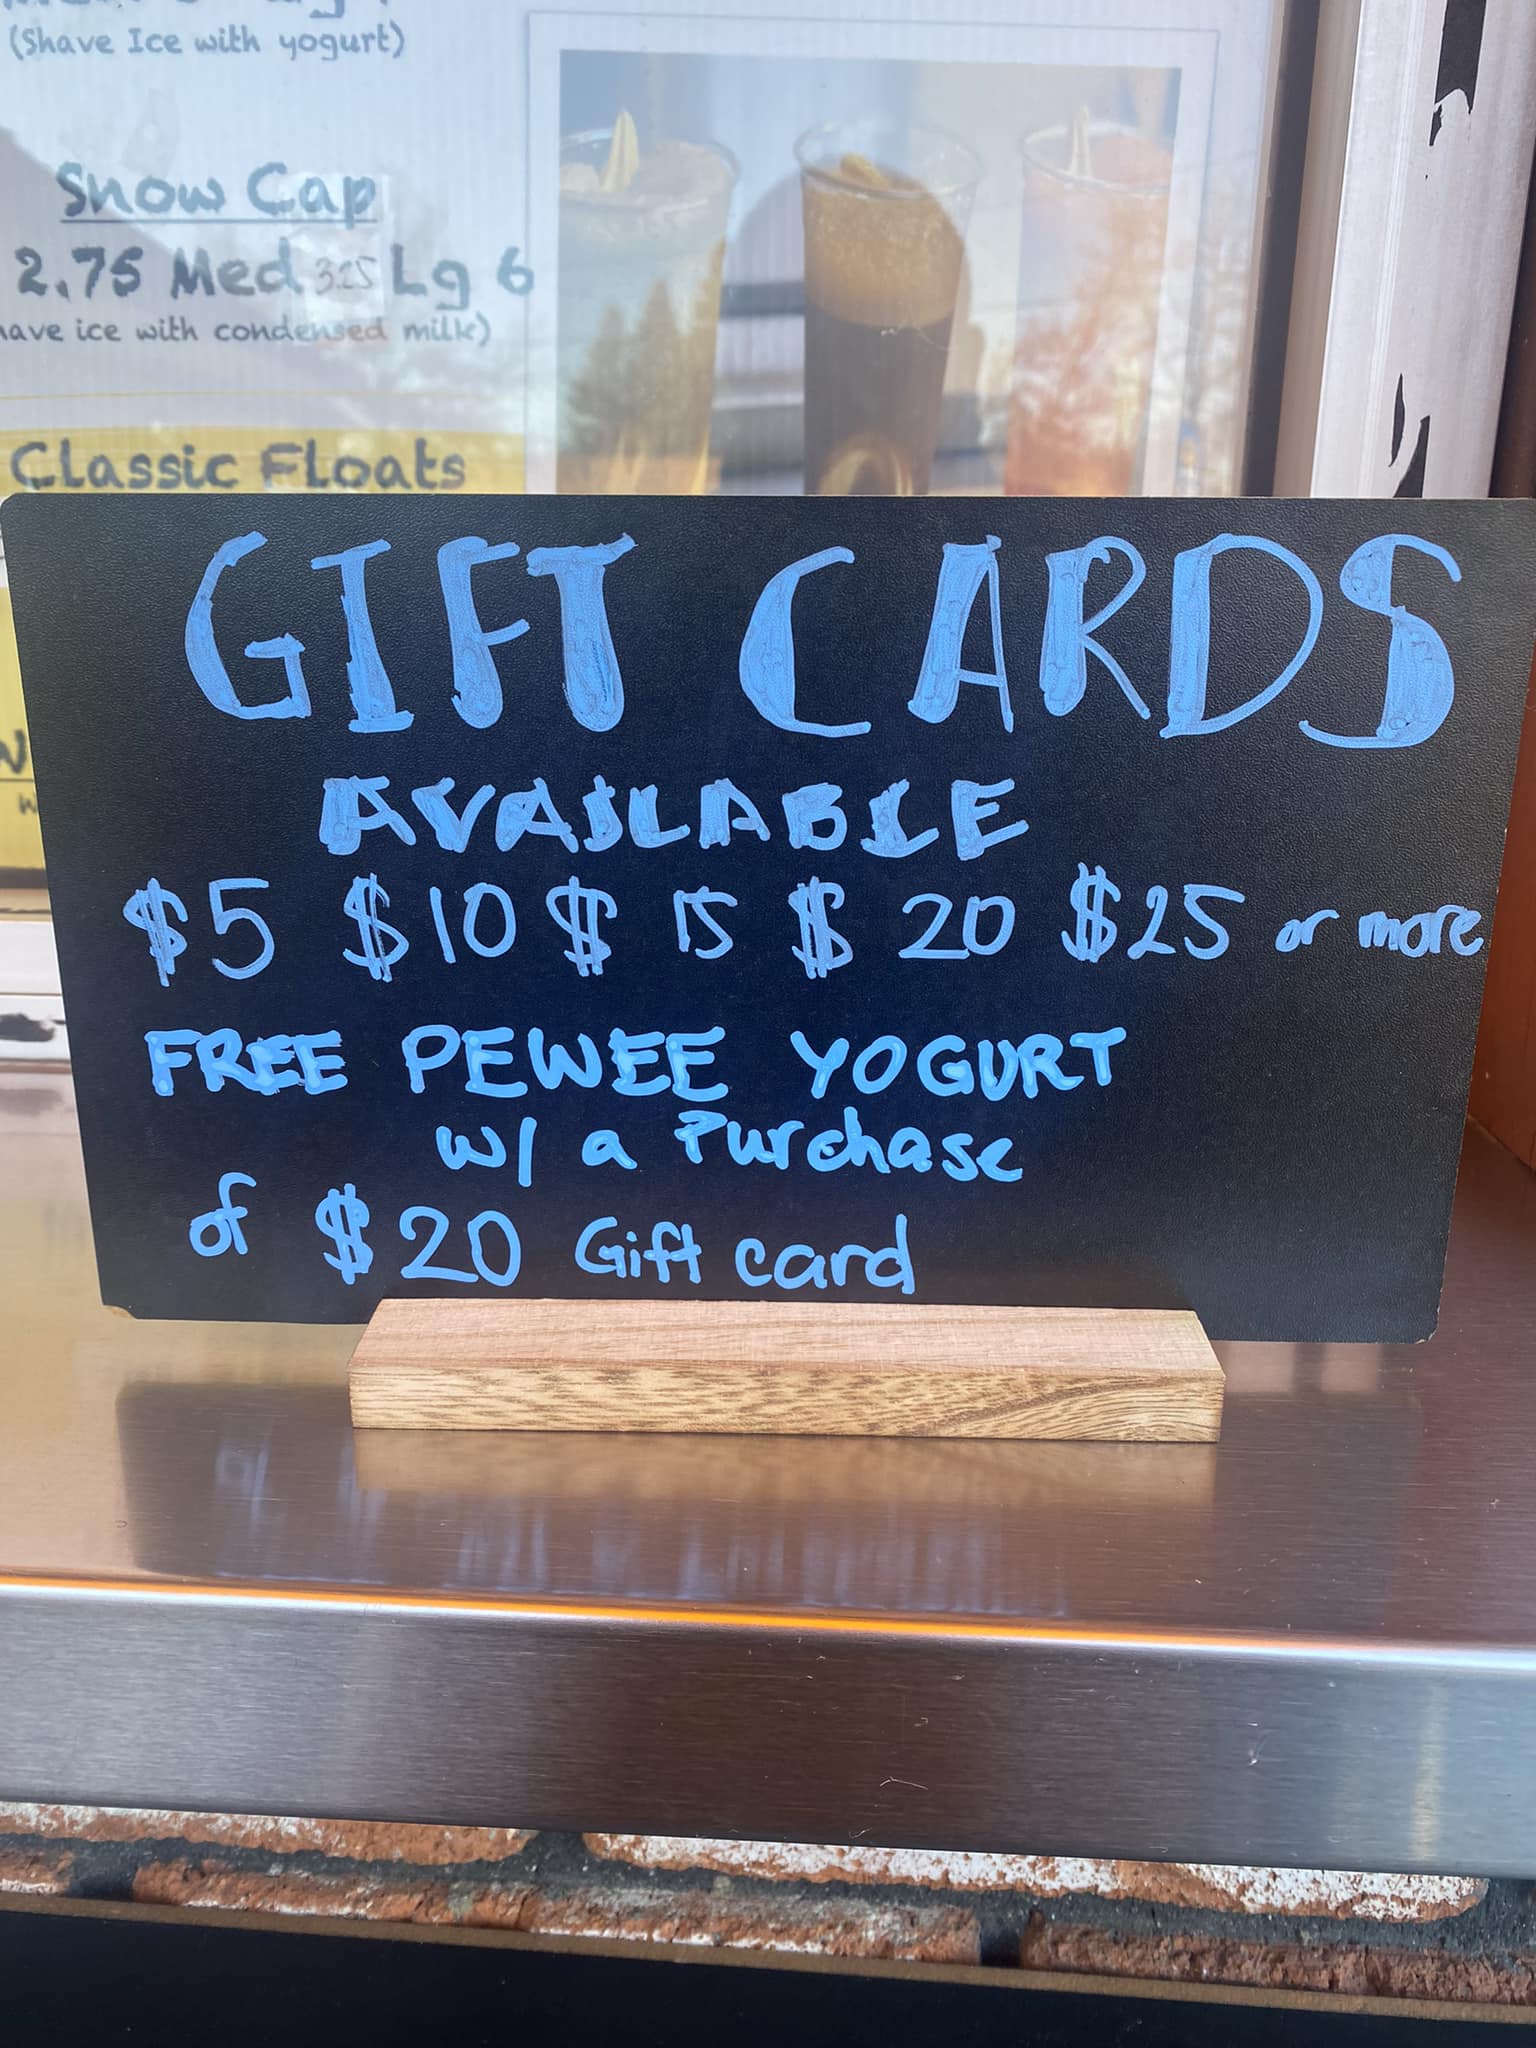 (Shave Ice with yogurt)
Snow Cap
2.75 Med 3.25 Lg 6
have ice with condensed milk)
Classic Floats
GIFT CARDS
AVAILABLE
$5 $10 $ 15 $ 20 $25 or more
FREE PEWEE YOGURT
w/ a Purchase
of $20 Gift card